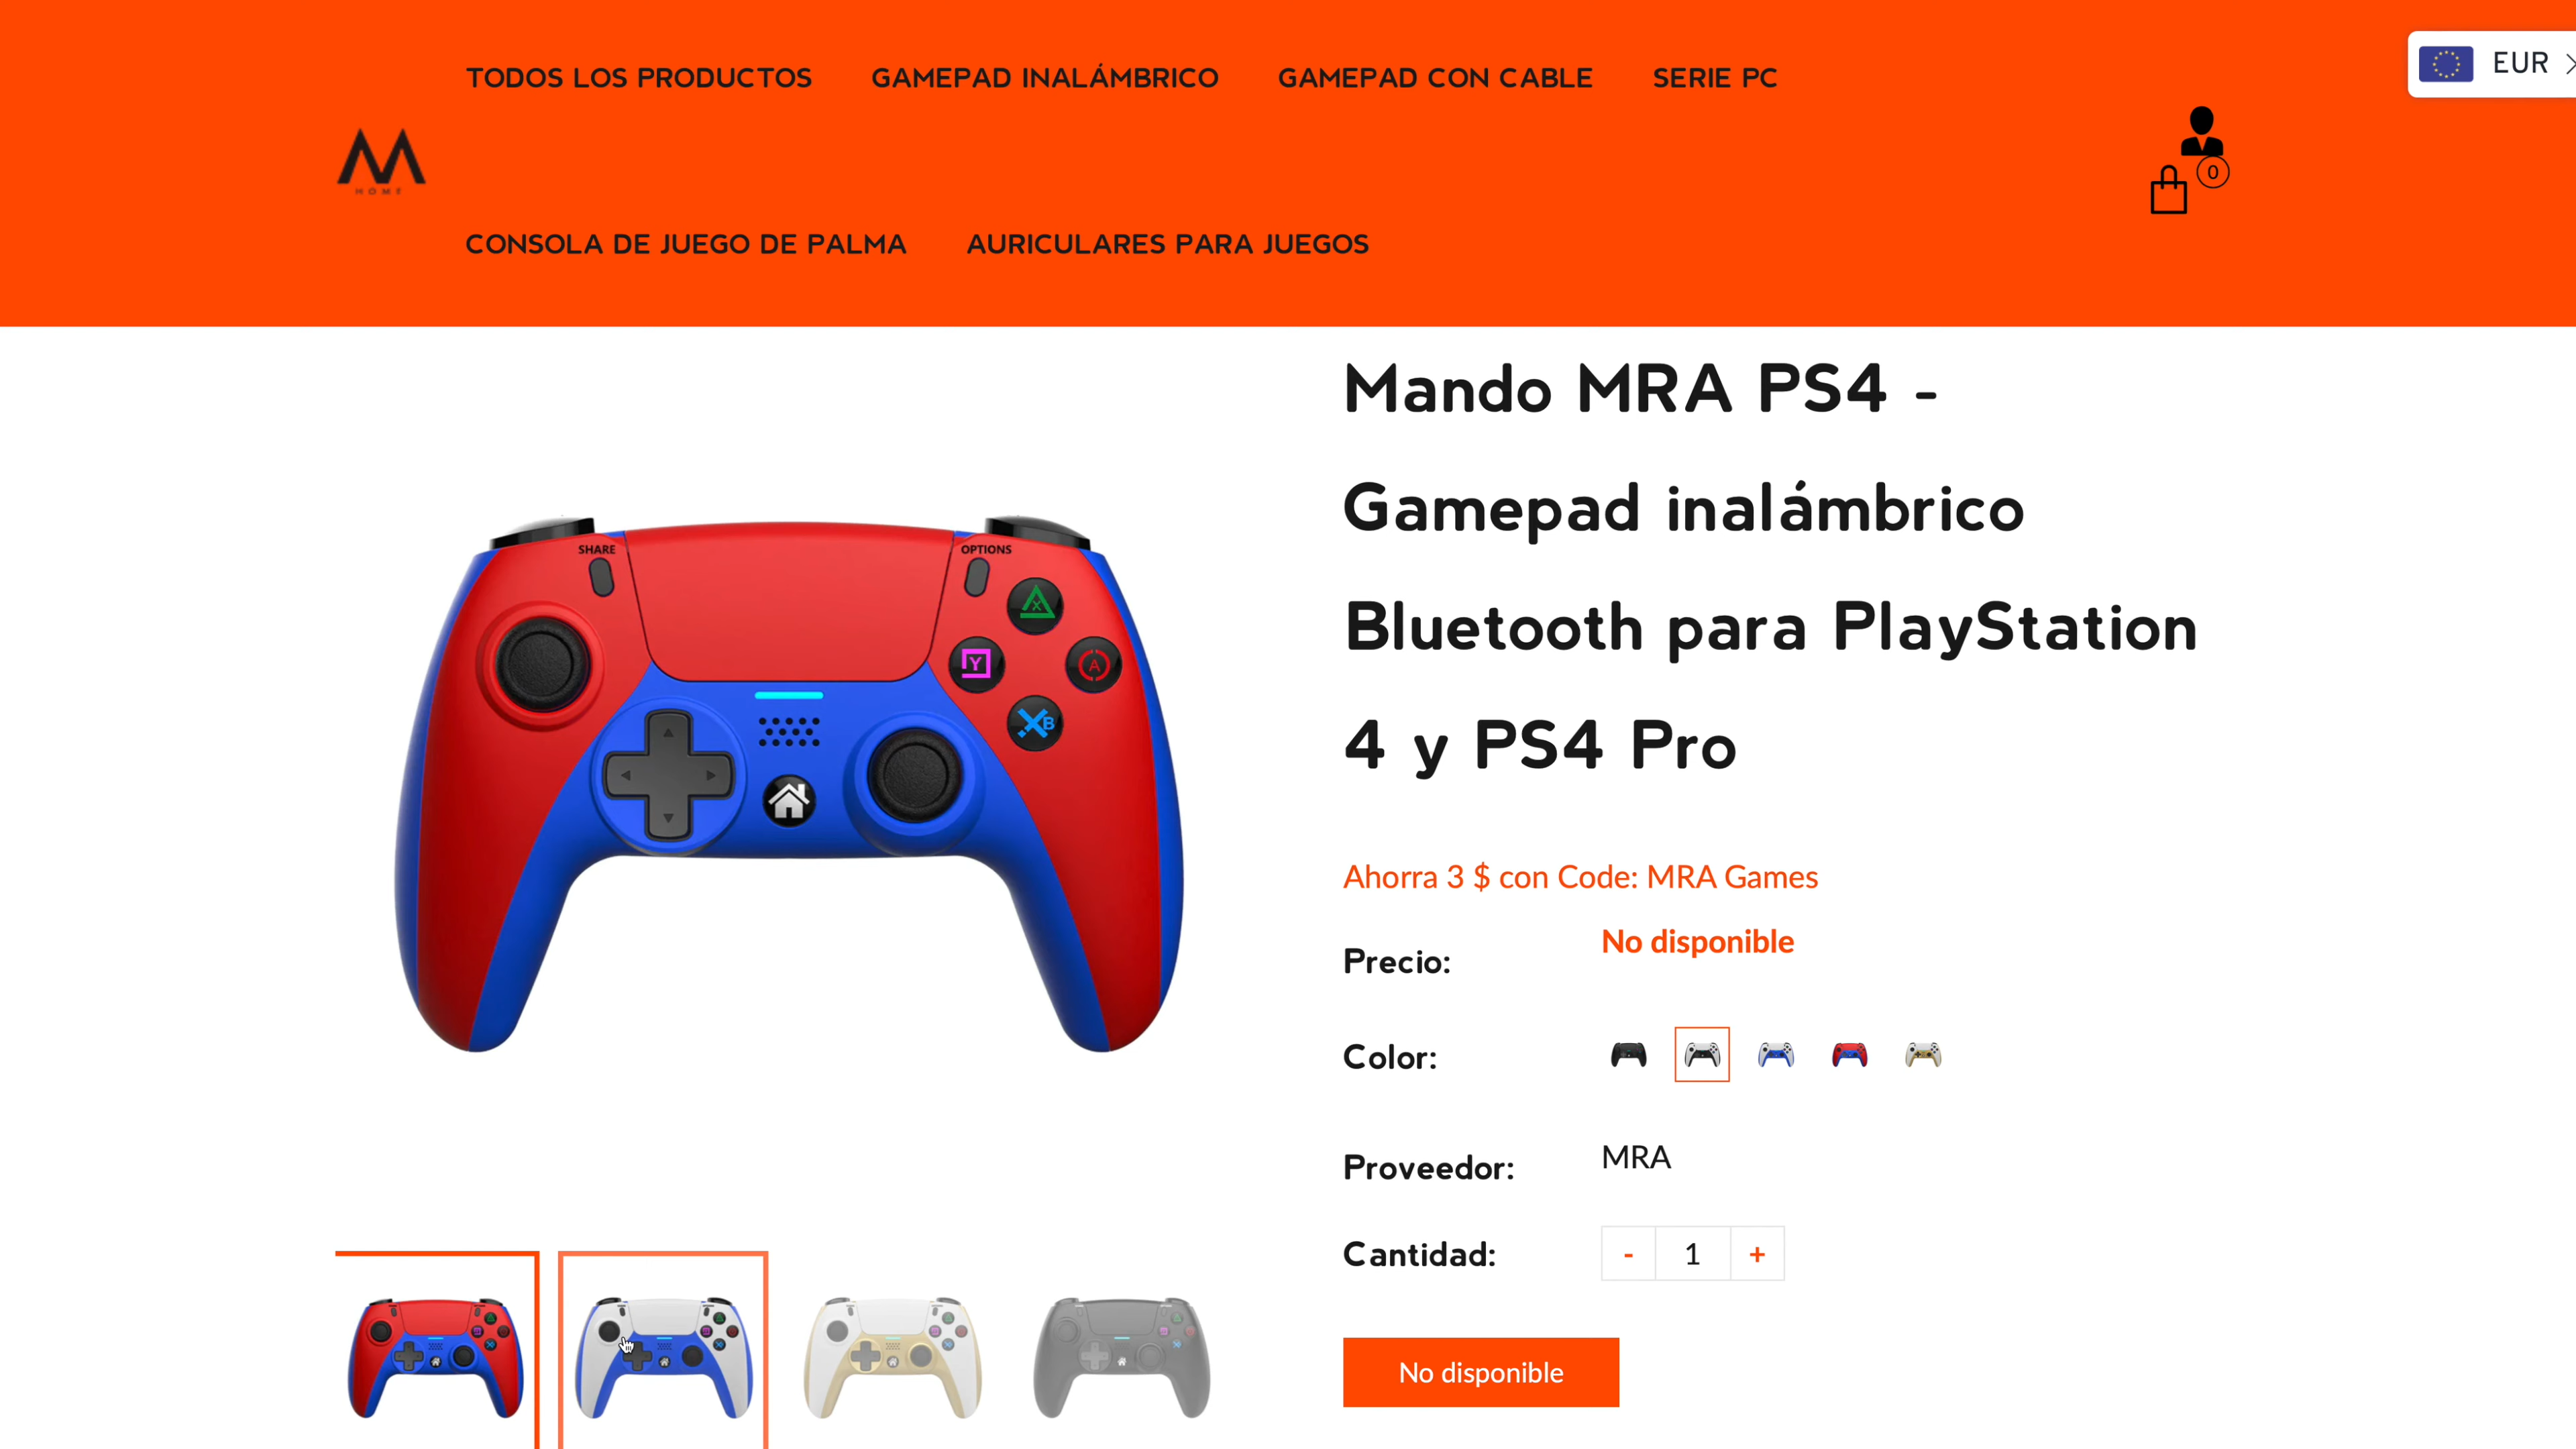 TODOS LOS PRODUCTOS
GAMEPAD INALÁMBRICO
GAMEPAD CON CABLE
SERIE PC
EUR
M
HOME
0
CONSOLA DE JUEGO DE PALMA
AURICULARES PARA JUEGOS
Mando MRA PS4 -
Gamepad inalámbrico
Bluetooth para PlayStation
4 y PS4 Pro
SHARE
OPTIONS
X
Y
A
B
Ahorra 3 $ con Code: MRA Games
Precio:
No disponible
Color:
Proveedor:
MRA
Cantidad:
- 1 +
No disponible